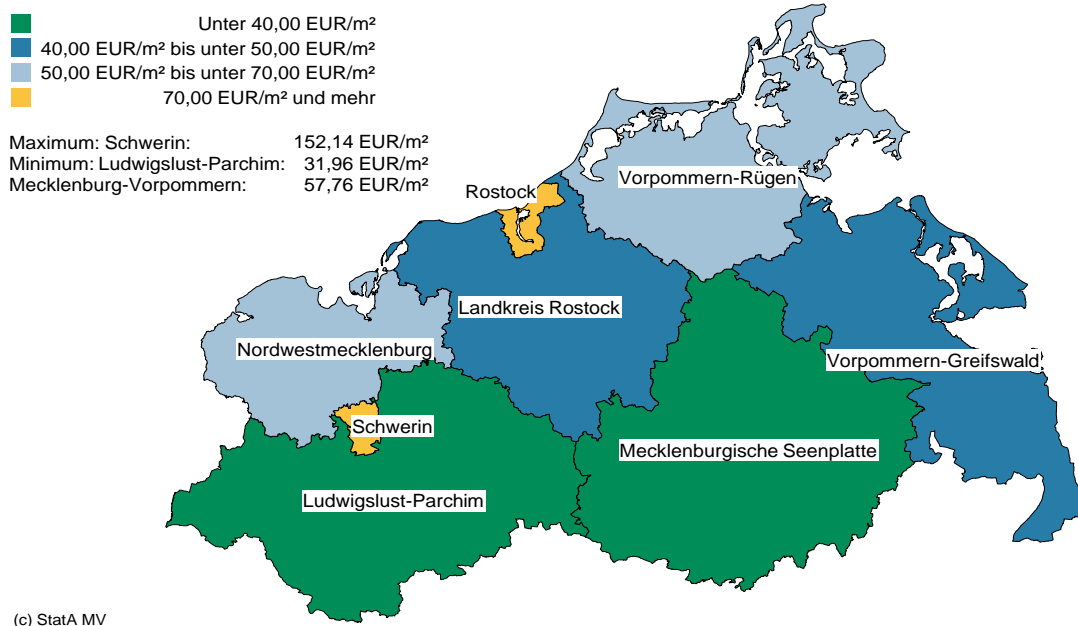 Unter 40,00 EUR/m²
40,00 EUR/m² bis unter 50,00 EUR/m²
50,00 EUR/m² bis unter 70,00 EUR/m²
70,00 EUR/m² und mehr
Maximum: Schwerin: 152,14 EUR/m²
Minimum: Ludwigslust-Parchim: 31,96 EUR/m²
Mecklenburg-Vorpommern: 57,76 EUR/m²
Vorpommern-Rügen
Rostock
Landkreis Rostock
Nordwestmecklenburg
Vorpommern-Greifswald
Schwerin
Mecklenburgische Seenplatte
Ludwigslust-Parchim
(c) StatA MV